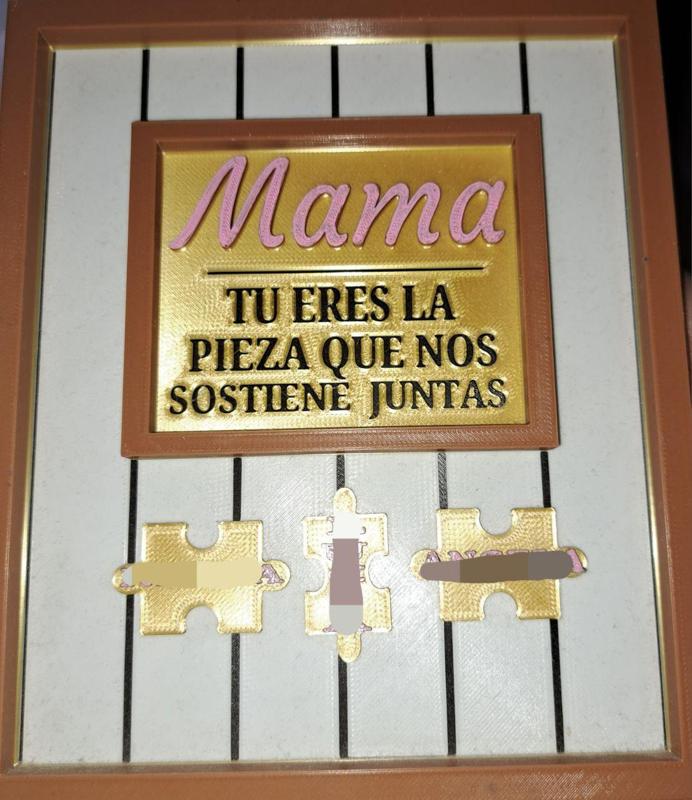 Mama
TU ERES LA
PIEZA QUE NOS
SOSTIENE JUNTAS